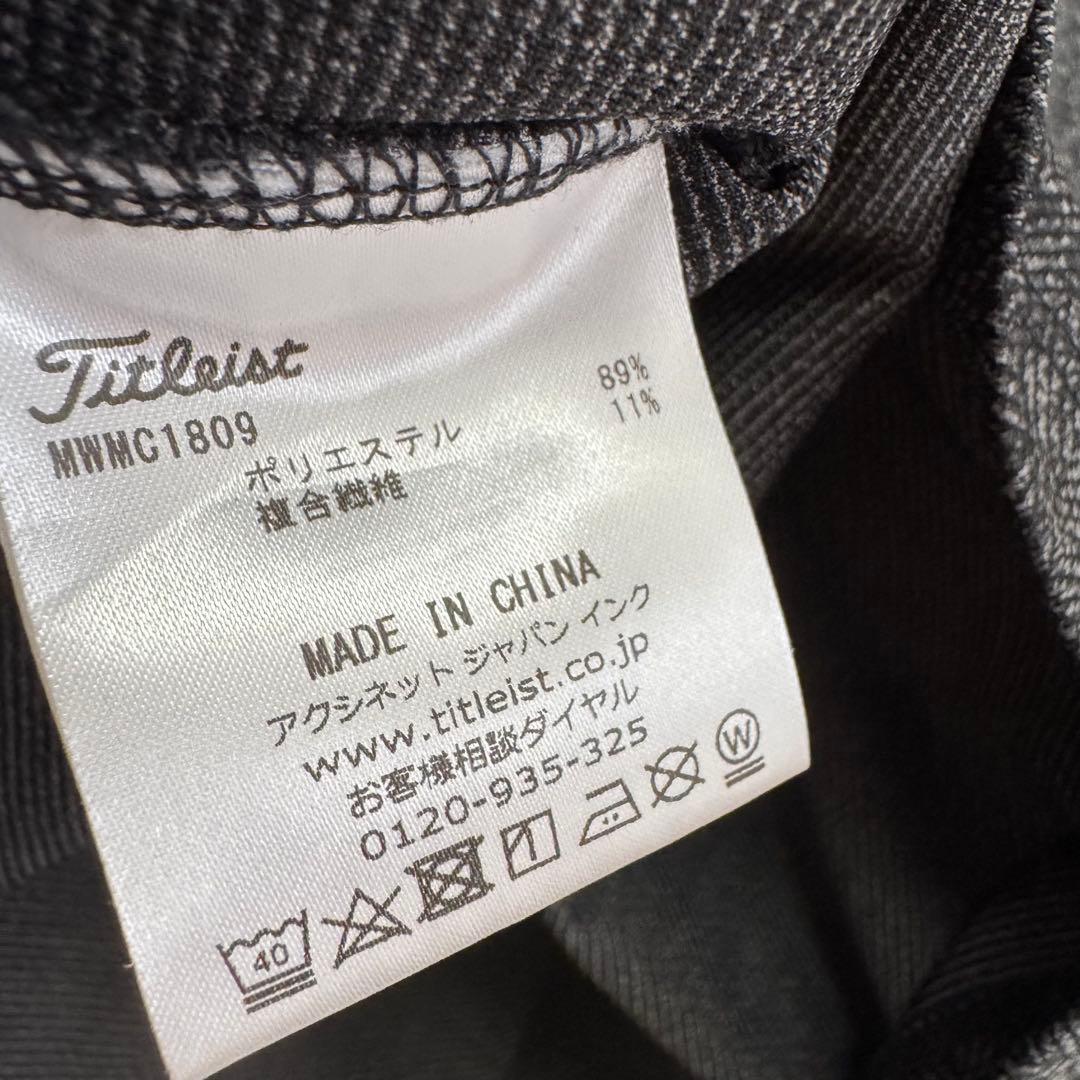 Titleist
MWMC1809
ポリエステル 89%
複合繊維 11%
MADE IN CHINA
アクシネット ジャパン インク
www.titleist.co.jp
お客様相談ダイヤル
0120-935-325
40
W